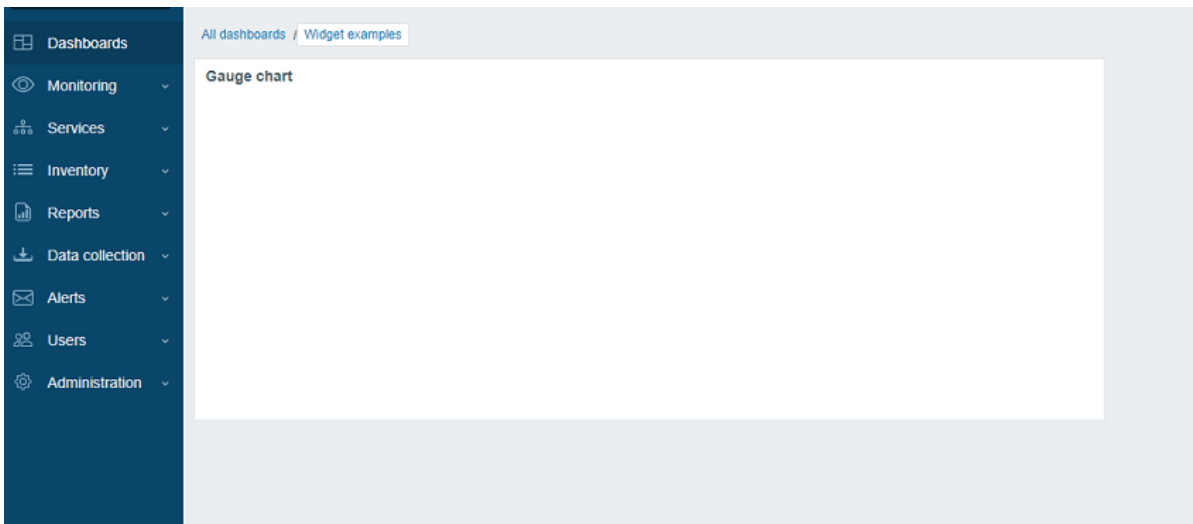 Dashboards
Monitoring
Services
Inventory
Reports
Data collection
Alerts
Users
Administration
All dashboards / Widget examples
Gauge chart